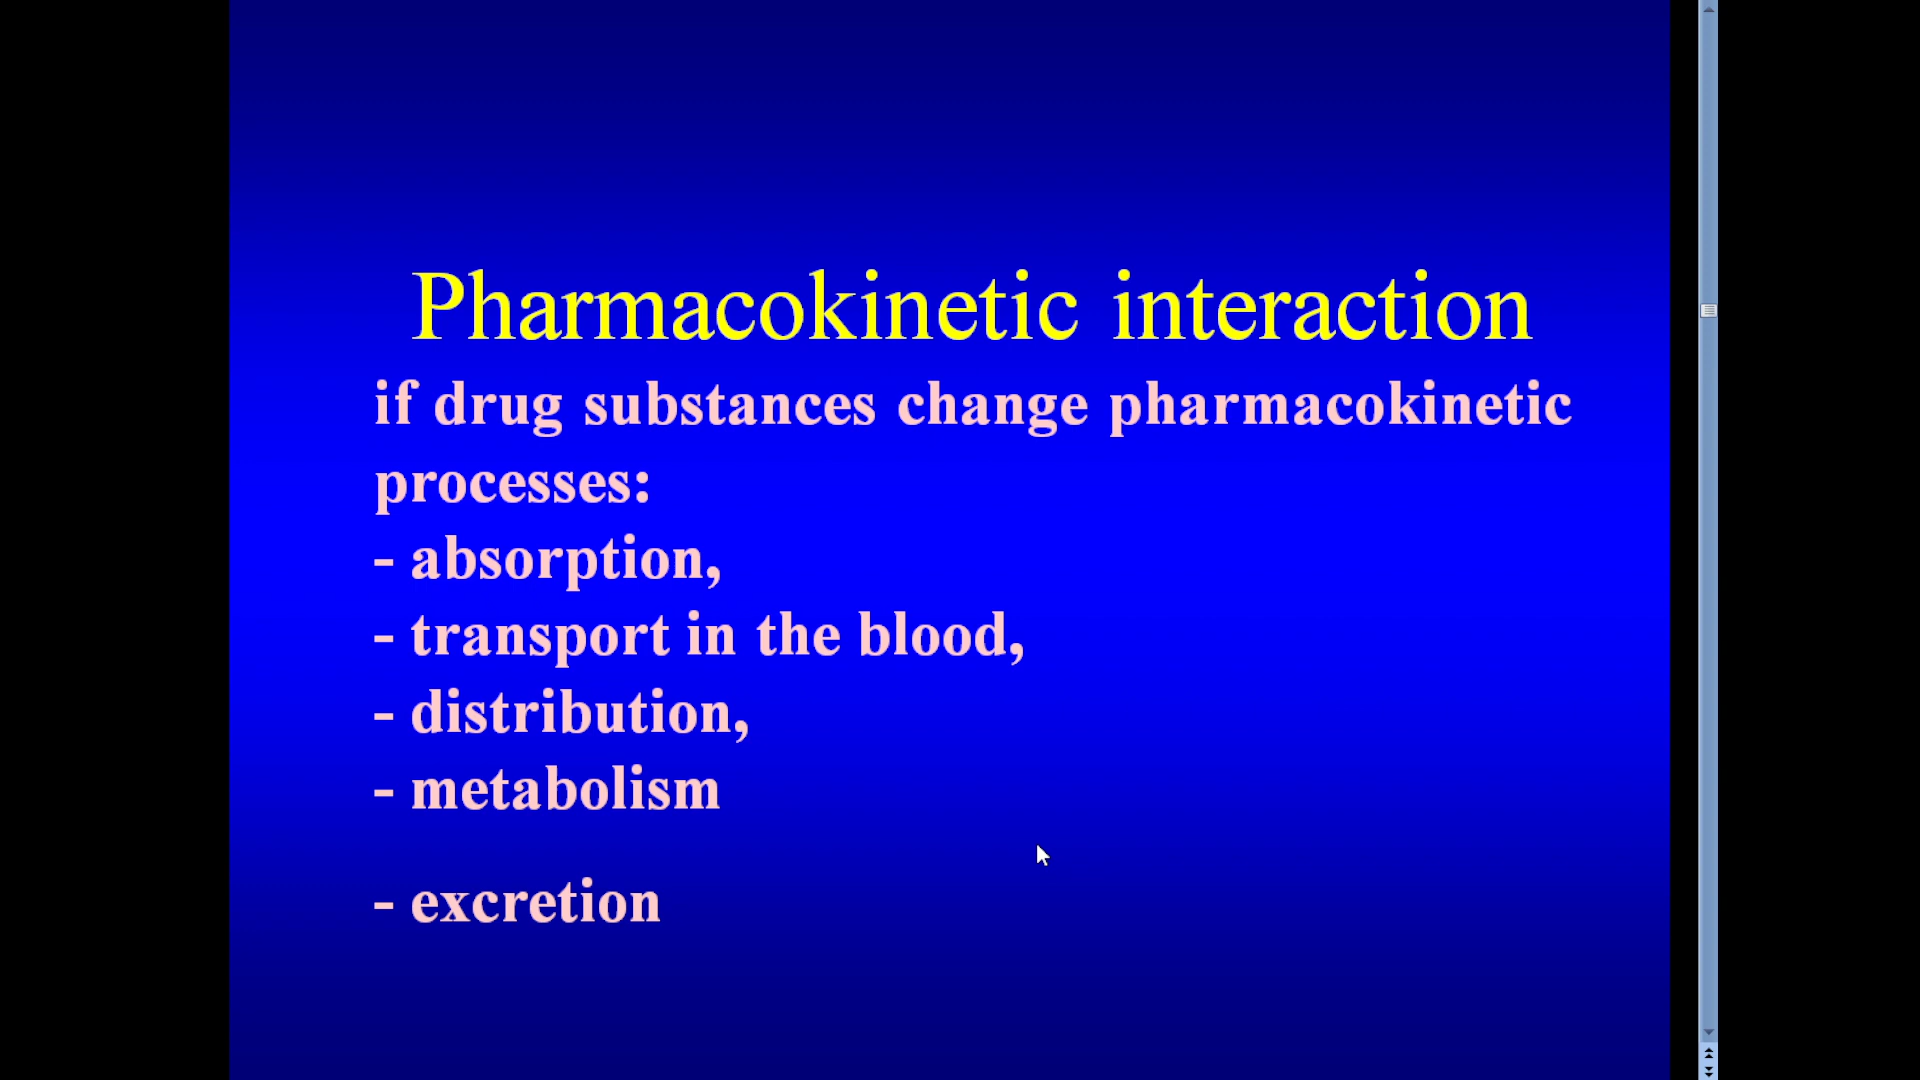 Pharmacokinetic interaction
if drug substances change pharmacokinetic
processes:
- absorption,
- transport in the blood,
- distribution,
- metabolism
- excretion